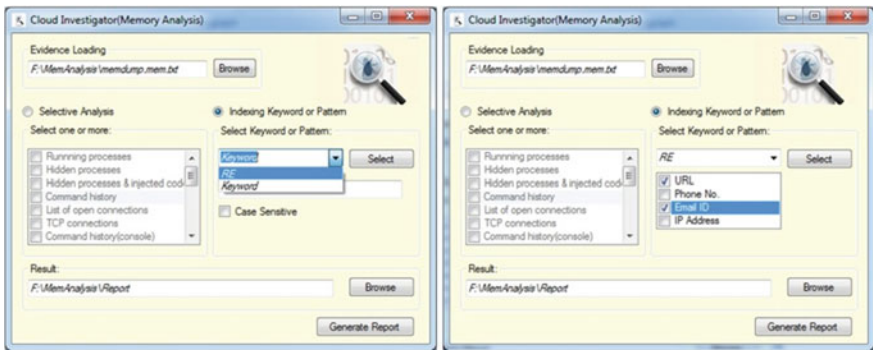 Cloud Investigator(Memory Analysis)
Evidence Loading
F:\MemAnalysis\memdump.mem.txt
Browse
Selective Analysis
Indexing Keyword or Pattern
Select one or more:
Runnning processes
Hidden processes
Hidden processes & injected code
Command history
List of open connections
TCP connections
Command history(console)
Select Keyword or Pattern:
Keyword
Select
RE
Keyword
Case Sensitive
Result:
F:\MemAnalysis\Report
Browse
Generate Report
Cloud Investigator(Memory Analysis)
Evidence Loading
F:\MemAnalysis\memdump.mem.txt
Browse
Selective Analysis
Indexing Keyword or Pattern
Select one or more:
Runnning processes
Hidden processes
Hidden processes & injected code
Command history
List of open connections
TCP connections
Command history(console)
Select Keyword or Pattern:
RE
Select
URL
Phone No.
Email ID
IP Address
Result:
F:\MemAnalysis\Report
Browse
Generate Report